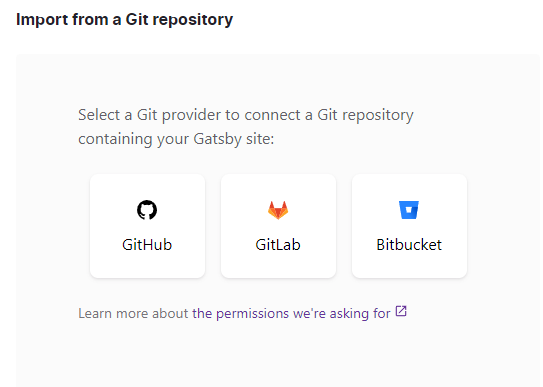 Import from a Git repository
Select a Git provider to connect a Git repository
containing your Gatsby site:
GitHub
GitLab
Bitbucket
Learn more about the permissions we're asking for